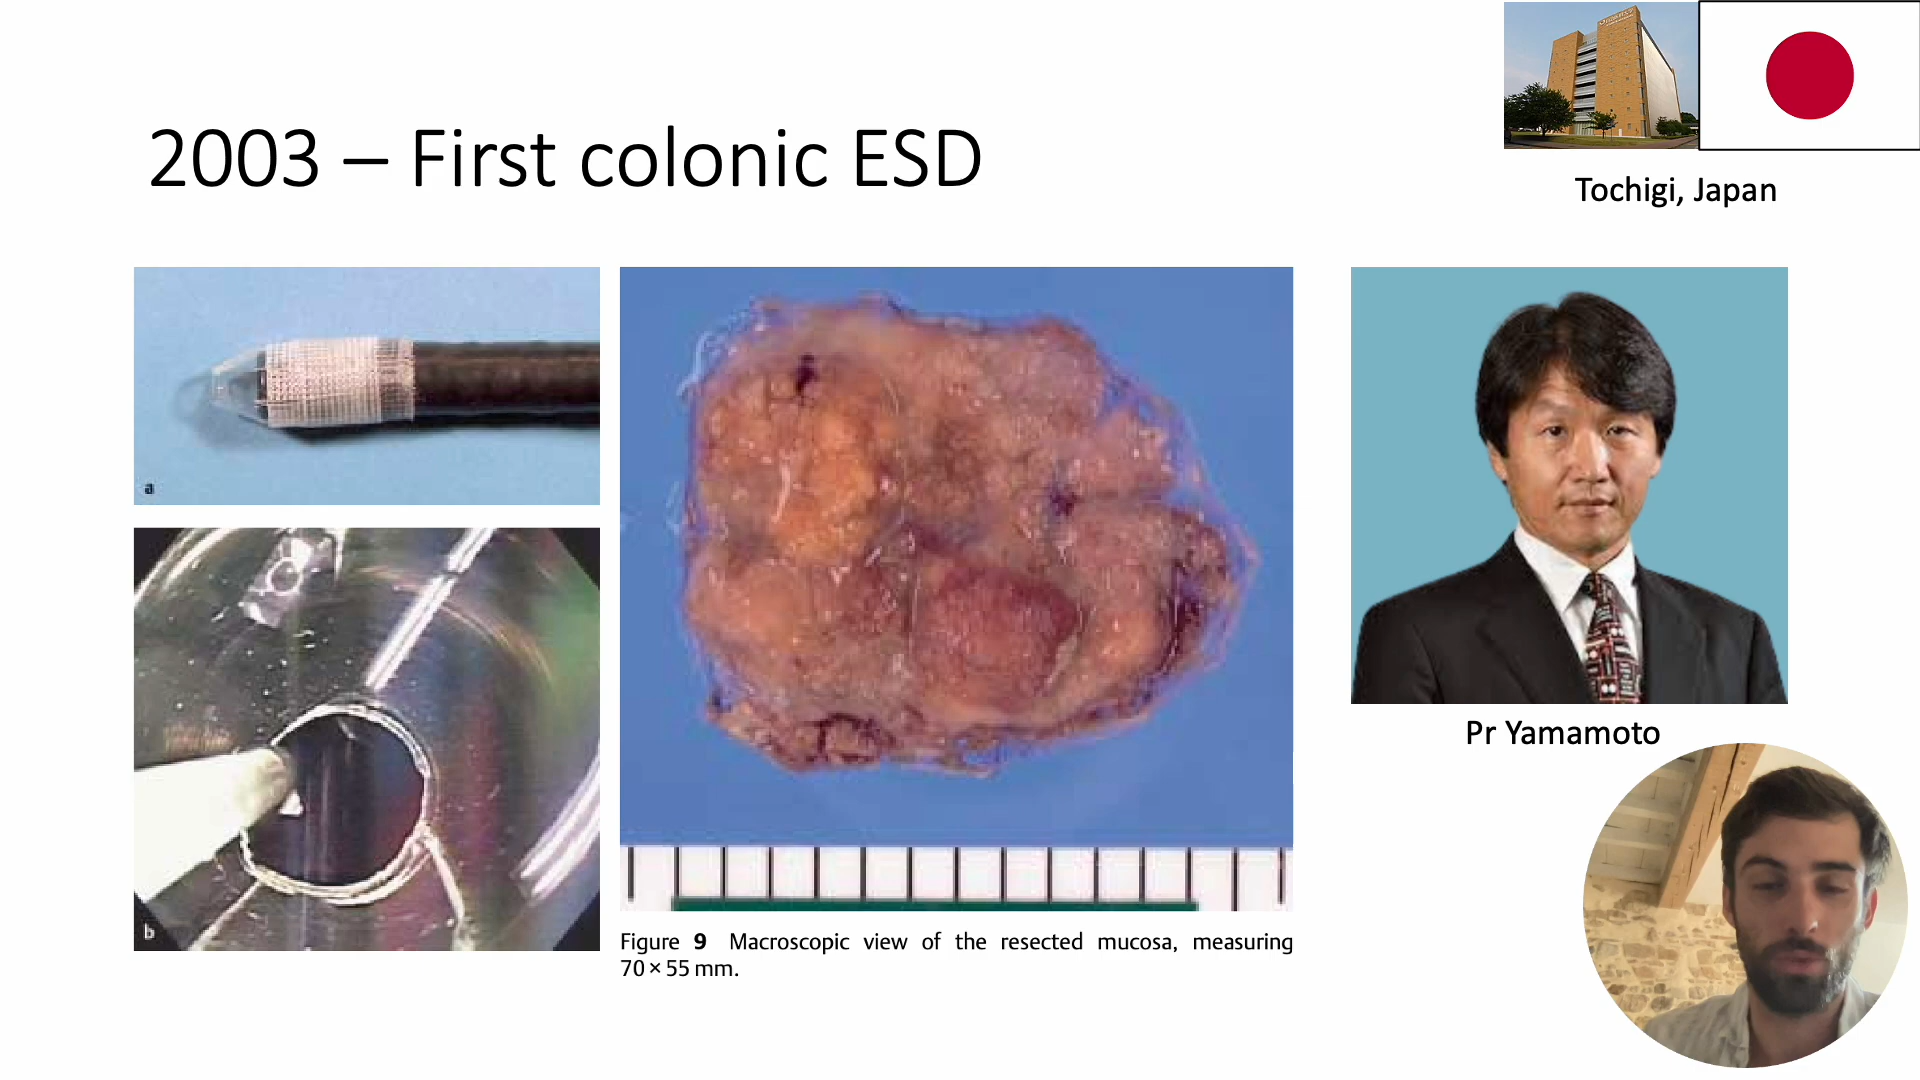 2003 – First colonic ESD
Tochigi, Japan
a
b
Figure 9 Macroscopic view of the resected mucosa, measuring
70 × 55 mm.
Pr Yamamoto